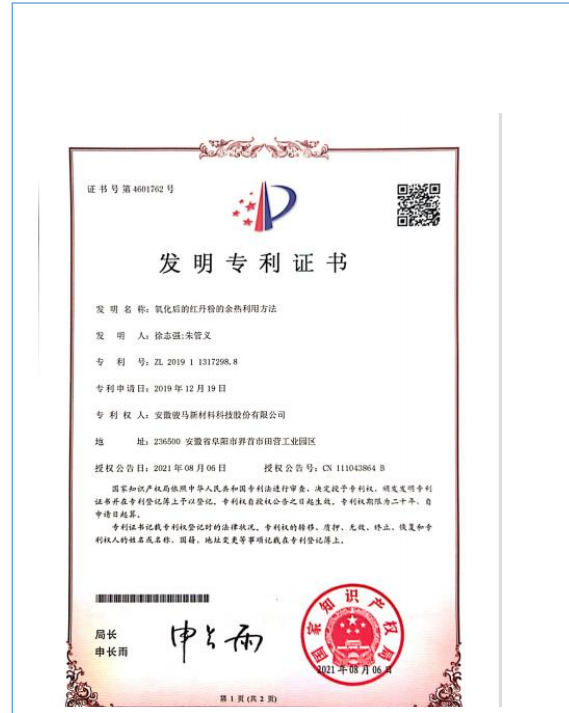 证书号第4601762号
发明专利证书
发明名称：氧化后的红丹粉的余热利用方法
发明人：徐志强;朱管义
专利号：ZL 2019 1 1317298.8
专利申请日：2019年12月19日
专利权人：安徽骏马新材料科技股份有限公司
地址：236500 安徽省阜阳市界首市田营工业园区
授权公告日：2021年08月06日 授权公告号：CN 111043864 B
国家知识产权局依照中华人民共和国专利法进行审查，决定授予专利权，颁发发明专利
证书并在专利登记簿上予以登记。专利权自授权公告之日起生效。专利权期限为二十年，自
申请日起算。
专利证书记载专利权登记时的法律状况。专利权的转移、质押、无效、终止、恢复和专
利权人的姓名或名称、国籍、地址变更等事项记载在专利登记簿上。
局长
申长雨
申长雨
国家知识产权局
2021年08月06日
第1页(共2页)